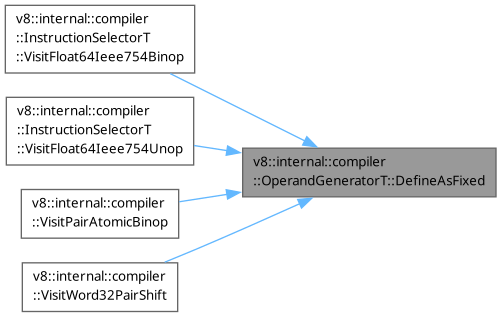 v8::internal::compiler
::InstructionSelectorT
::VisitFloat64Ieee754Binop
v8::internal::compiler
::InstructionSelectorT
::VisitFloat64Ieee754Unop
v8::internal::compiler
::OperandGeneratorT::DefineAsFixed
v8::internal::compiler
::VisitPairAtomicBinop
v8::internal::compiler
::VisitWord32PairShift